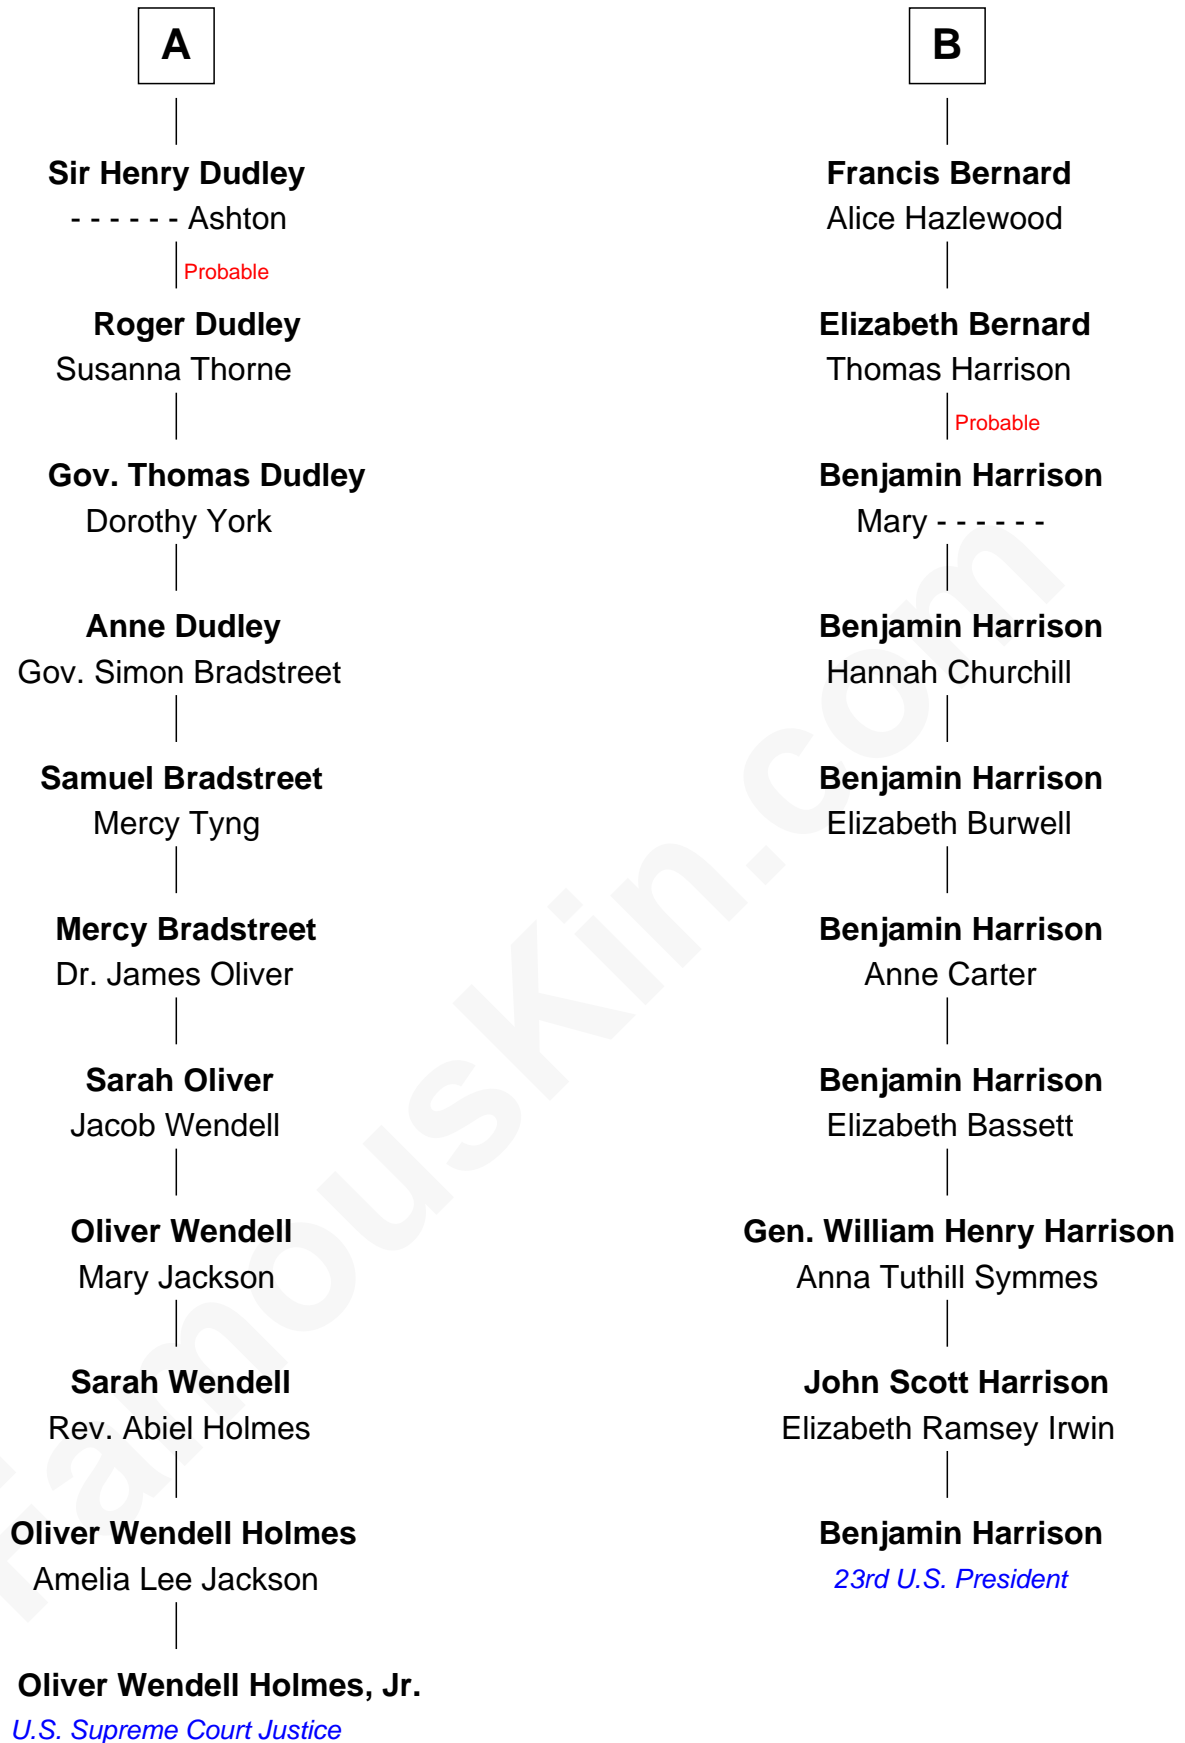 A
Sir Henry Dudley
- - - - - - Ashton
Probable
Roger Dudley
Susanna Thorne
Gov. Thomas Dudley
Dorothy York
Anne Dudley
Gov. Simon Bradstreet
Samuel Bradstreet
Mercy Tyng
Mercy Bradstreet
Dr. James Oliver
Sarah Oliver
Jacob Wendell
Oliver Wendell
Mary Jackson
Sarah Wendell
Rev. Abiel Holmes
Oliver Wendell Holmes
Amelia Lee Jackson
Oliver Wendell Holmes, Jr.
U.S. Supreme Court Justice
B
Francis Bernard
Alice Hazlewood
Elizabeth Bernard
Thomas Harrison
Probable
Benjamin Harrison
Mary - - - - - -
Benjamin Harrison
Hannah Churchill
Benjamin Harrison
Elizabeth Burwell
Benjamin Harrison
Anne Carter
Benjamin Harrison
Elizabeth Bassett
Gen. William Henry Harrison
Anna Tuthill Symmes
John Scott Harrison
Elizabeth Ramsey Irwin
Benjamin Harrison
23rd U.S. President
FamousKin.com